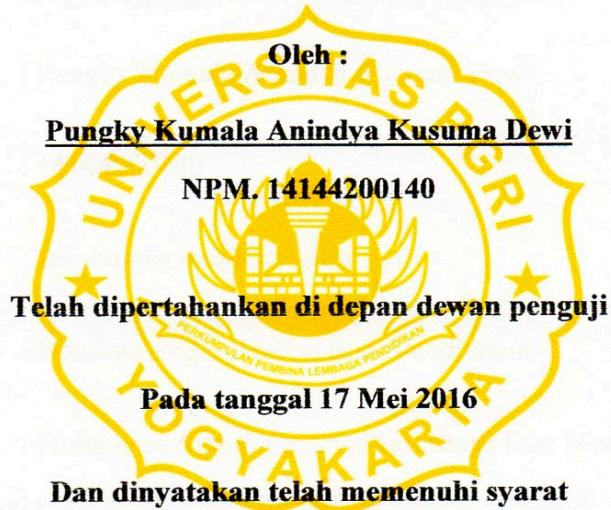 Oleh :
UNIVERSITAS PGRI
Pungky Kumala Anindya Kusuma Dewi
NPM. 14144200140
Telah dipertahankan di depan dewan penguji
PERKUMPULAN PEMBINA LEMBAGA PENDIDIKAN
Pada tanggal 17 Mei 2016
YOGYAKARTA
Dan dinyatakan telah memenuhi syarat